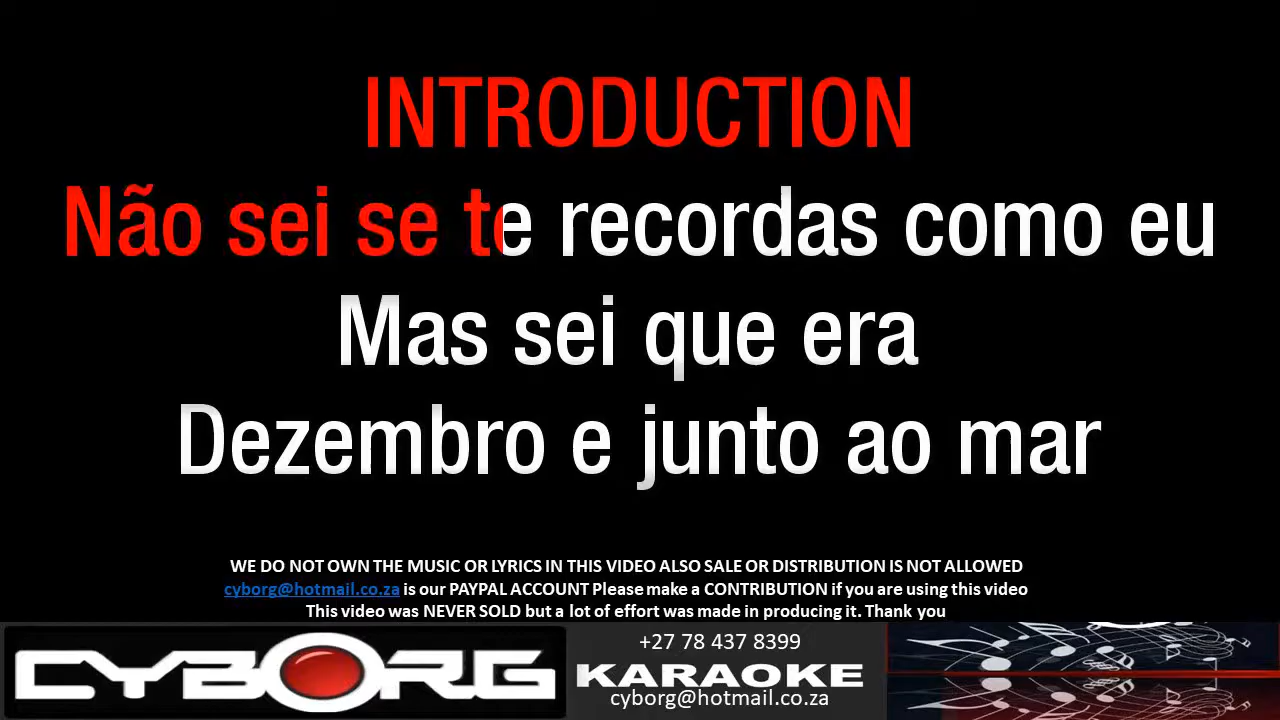 INTRODUCTION
Não sei se te recordas como eu
Mas sei que era
Dezembro e junto ao mar
WE DO NOT OWN THE MUSIC OR LYRICS IN THIS VIDEO ALSO SALE OR DISTRIBUTION IS NOT ALLOWED
cyborg@hotmail.co.za is our PAYPAL ACCOUNT Please make a CONTRIBUTION if you are using this video
This video was NEVER SOLD but a lot of effort was made in producing it. Thank you
CYBORG
+27 78 437 8399
KARAOKE
cyborg@hotmail.co.za